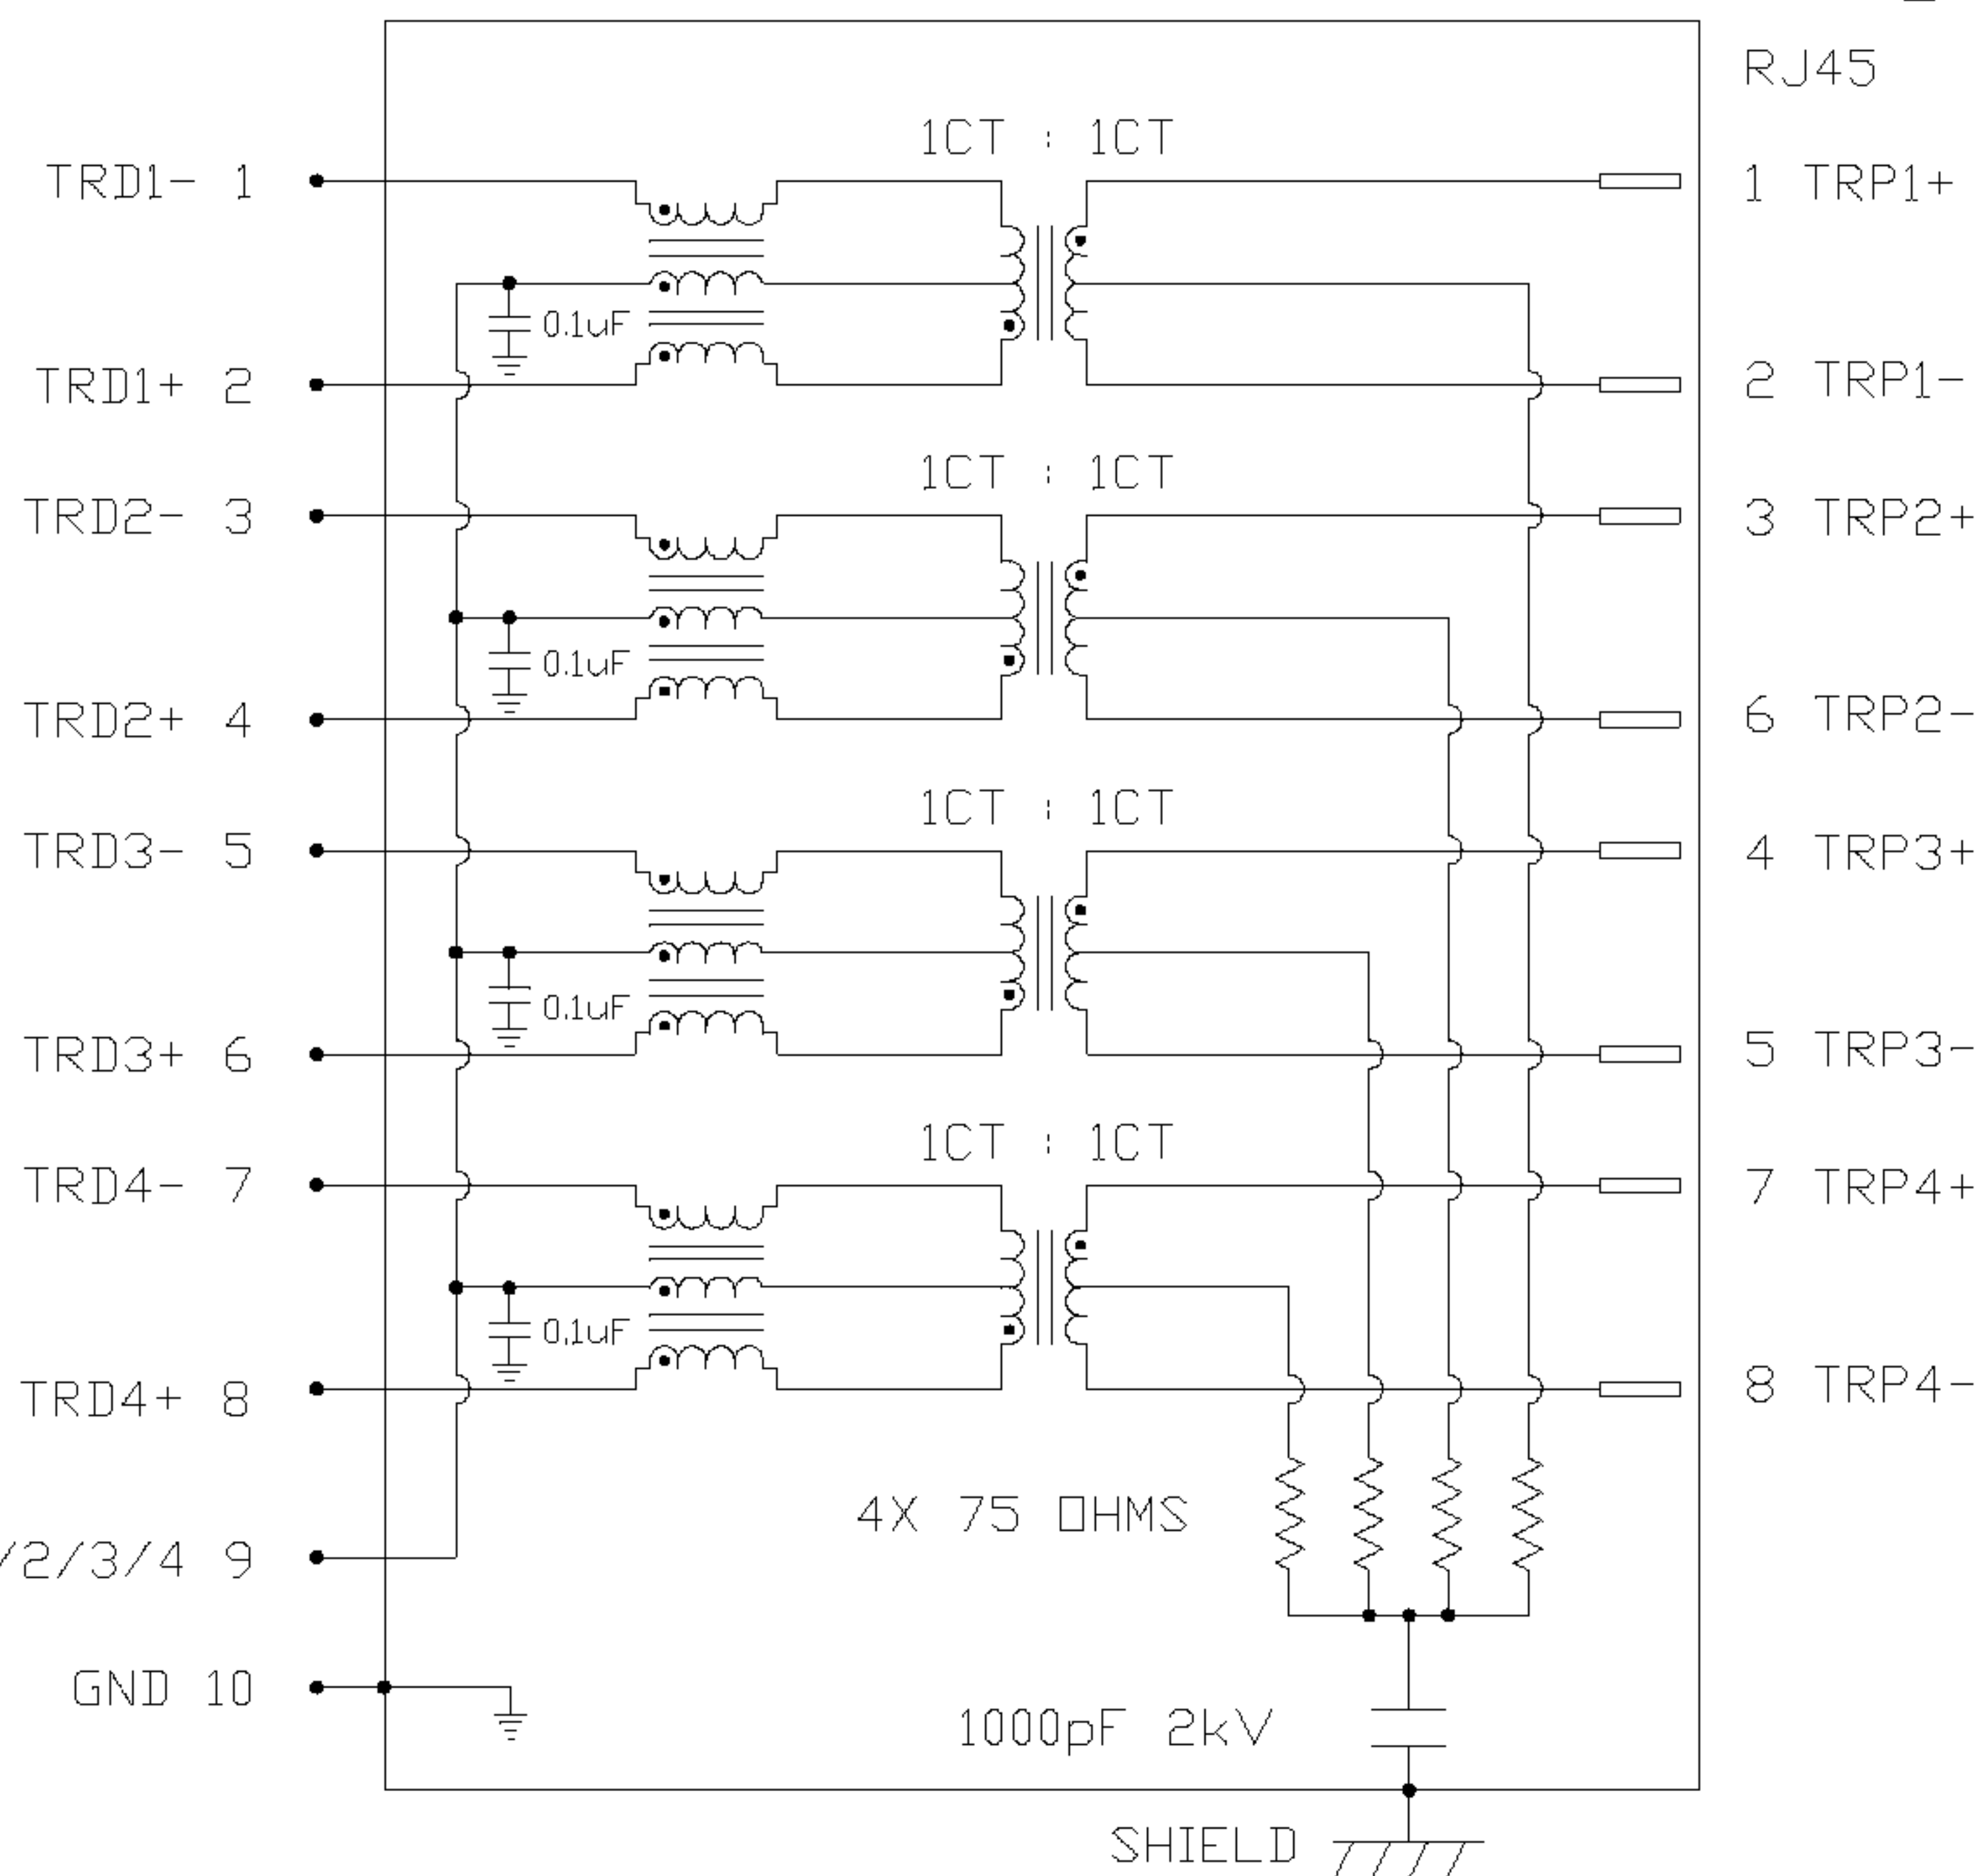 RJ45
1CT : 1CT
TRD1- 1
1 TRP1+
0.1uF
TRD1+ 2
2 TRP1-
1CT : 1CT
TRD2- 3
3 TRP2+
0.1uF
TRD2+ 4
6 TRP2-
1CT : 1CT
TRD3- 5
4 TRP3+
0.1uF
TRD3+ 6
5 TRP3-
1CT : 1CT
TRD4- 7
7 TRP4+
0.1uF
TRD4+ 8
8 TRP4-
4X 75 OHMS
/2/3/4 9
GND 10
1000pF 2kV
SHIELD